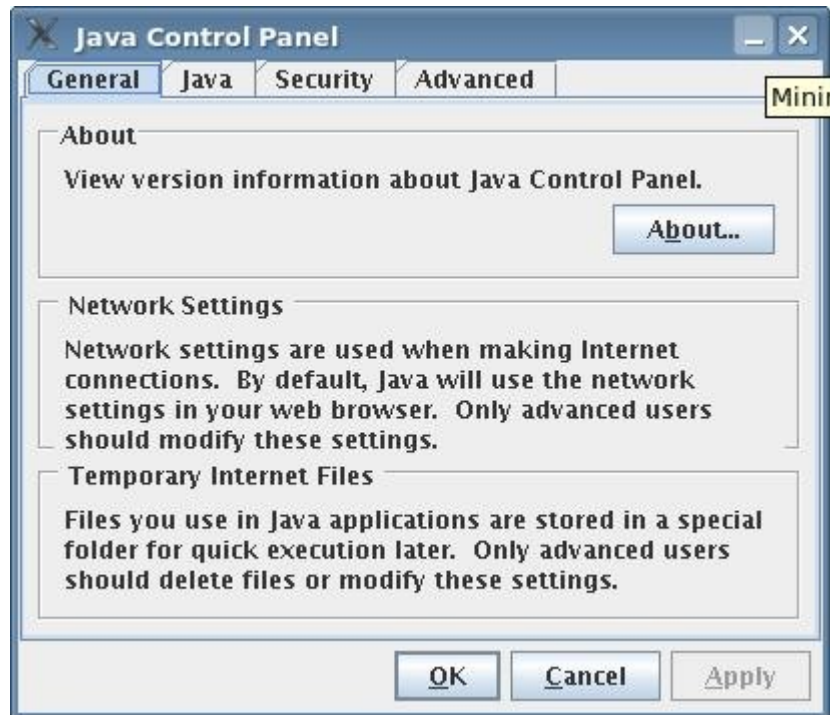 Java Control Panel
General Java Security Advanced
Mini
About
View version information about Java Control Panel.
About...
Network Settings
Network settings are used when making Internet
connections.  By default, Java will use the network
settings in your web browser.  Only advanced users
should modify these settings.
Temporary Internet Files
Files you use in Java applications are stored in a special
folder for quick execution later.  Only advanced users
should delete files or modify these settings.
OK Cancel Apply